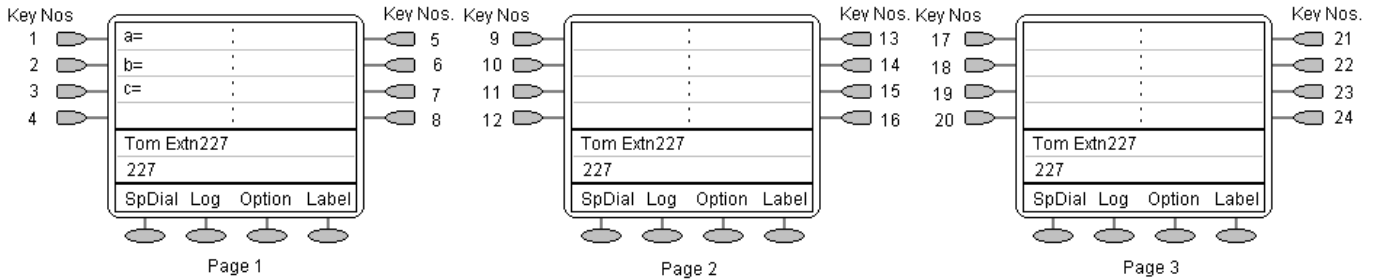 Key Nos Key Nos. Key Nos Key Nos. Key Nos Key Nos.
1 a= : 5 9 : 13 17 : 21
2 b= : 6 10 : 14 18 : 22
3 c= : 7 11 : 15 19 : 23
4 : 8 12 : 16 20 : 24
Tom Extn227 Tom Extn227 Tom Extn227
227 227 227
SpDial Log Option Label SpDial Log Option Label SpDial Log Option Label
Page 1 Page 2 Page 3